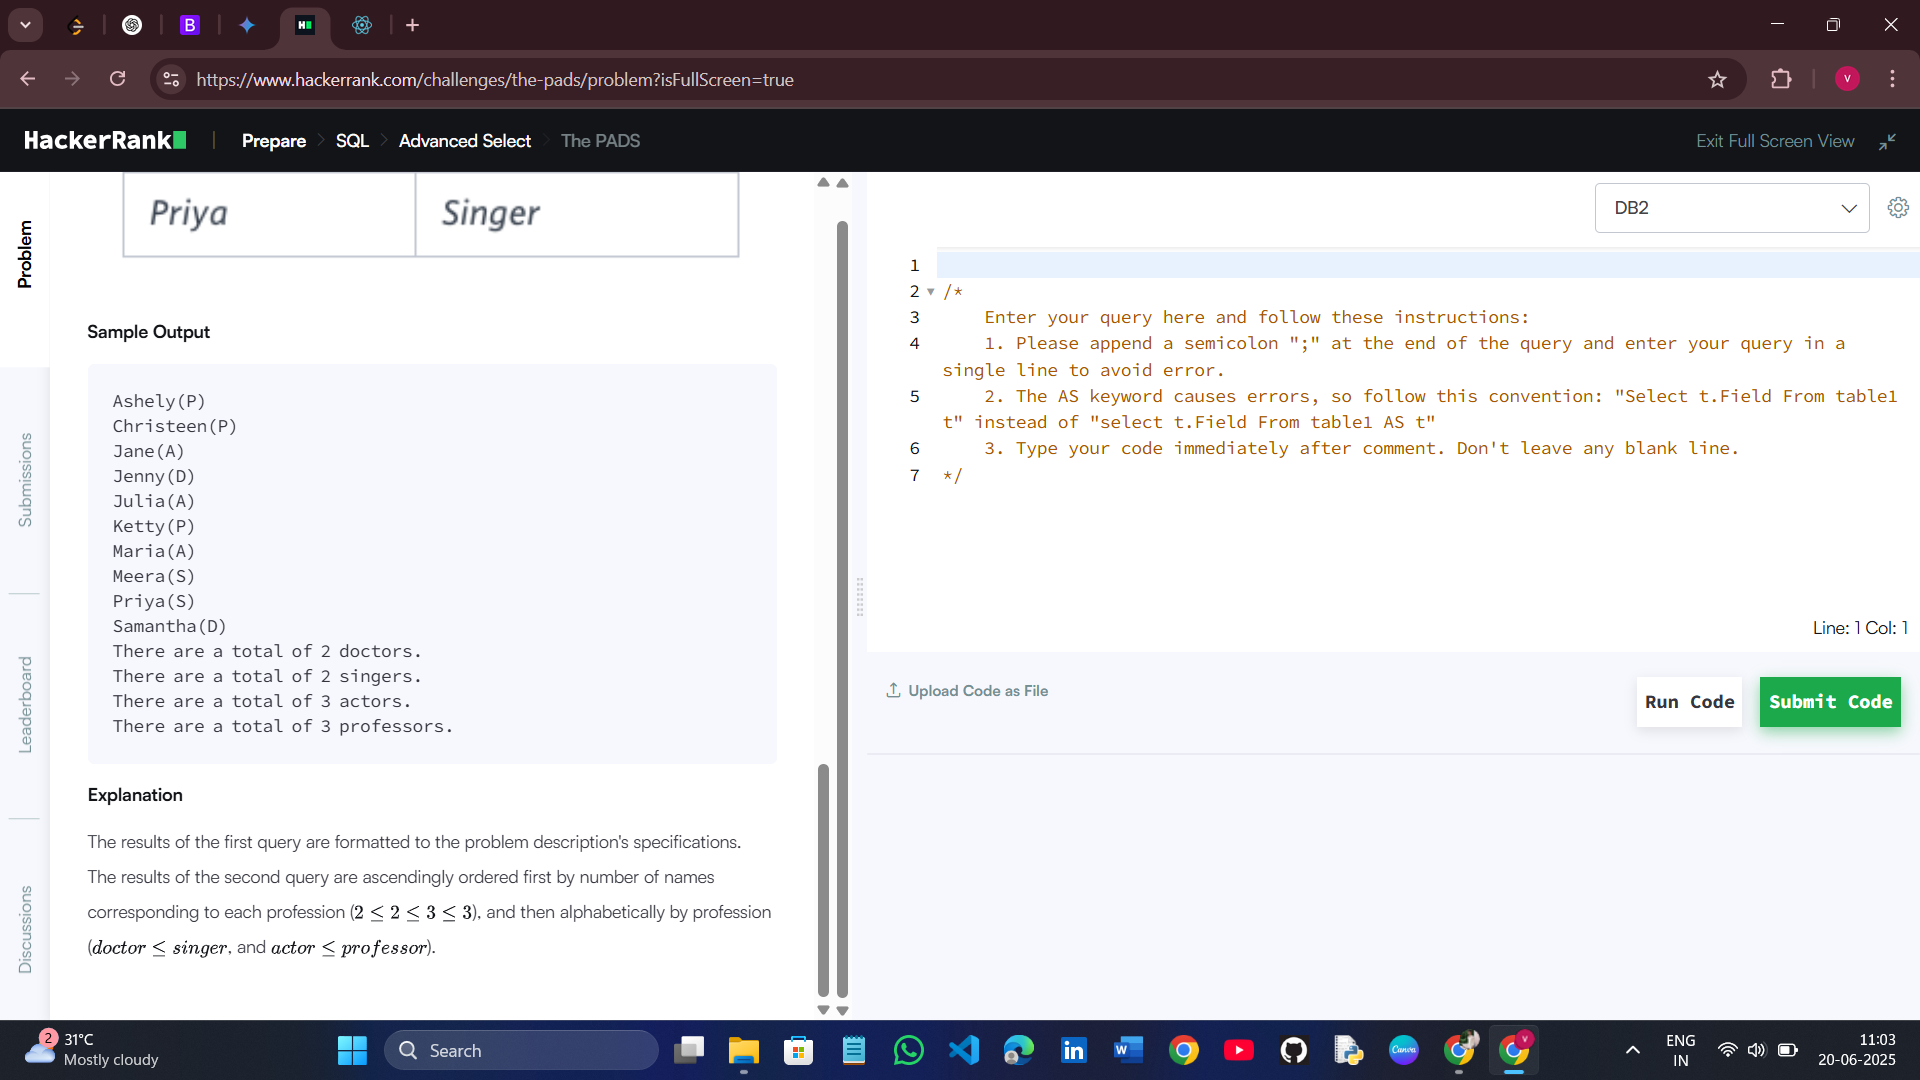 B
H
https://www.hackerrank.com/challenges/the-pads/problem?isFullScreen=true
V
HackerRank
Prepare
SQL
Advanced Select
The PADS
Exit Full Screen View
Problem
Submissions
Leaderboard
Discussions
Priya
Singer
Sample Output
Ashely(P)
Christeen(P)
Jane(A)
Jenny(D)
Julia(A)
Ketty(P)
Maria(A)
Meera(S)
Priya(S)
Samantha(D)
There are a total of 2 doctors.
There are a total of 2 singers.
There are a total of 3 actors.
There are a total of 3 professors.
Explanation
The results of the first query are formatted to the problem description's specifications.
The results of the second query are ascendingly ordered first by number of names
corresponding to each profession (2 ≤ 2 ≤ 3 ≤ 3), and then alphabetically by profession
(doctor ≤ singer, and actor ≤ professor).
DB2
1
2 /*
3 Enter your query here and follow these instructions:
4 1. Please append a semicolon ";" at the end of the query and enter your query in a
single line to avoid error.
5 2. The AS keyword causes errors, so follow this convention: "Select t.Field From table1
t" instead of "select t.Field From table1 AS t"
6 3. Type your code immediately after comment. Don't leave any blank line.
7 */
Line: 1 Col: 1
Upload Code as File
Run Code
Submit Code
2
31°C
Mostly cloudy
Search
in
W
Canva
V
ENG
IN
11:03
20-06-2025